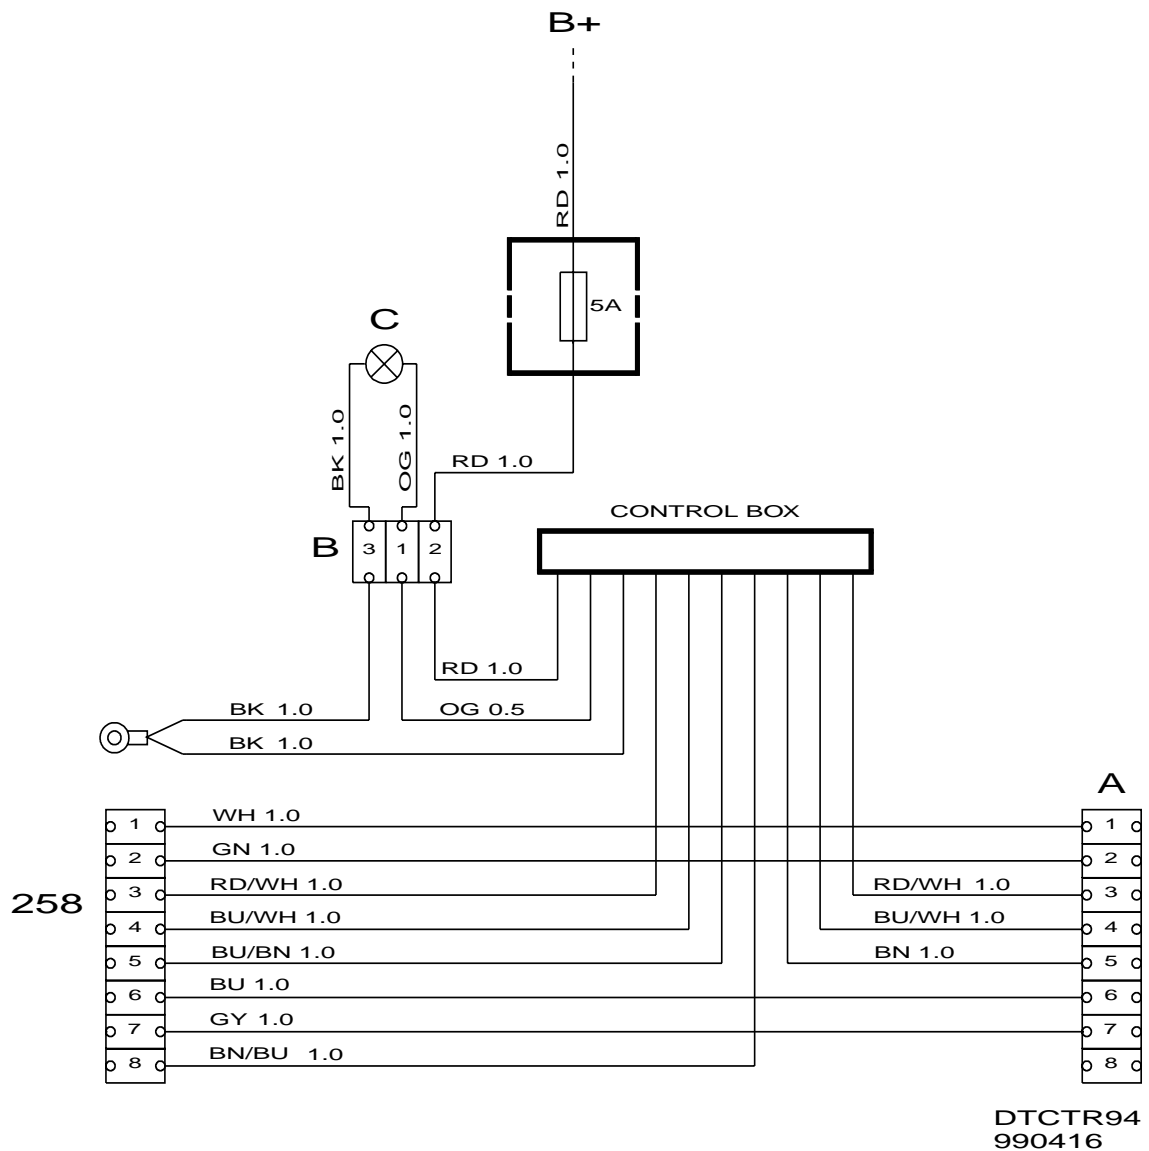 B+
RD 1.0
5A
C
BK 1.0
OG 1.0
RD 1.0
CONTROL BOX
B
3 1 2
RD 1.0
BK 1.0
OG 0.5
BK 1.0
A
258
1 WH 1.0 1
2 GN 1.0 2
3 RD/WH 1.0 RD/WH 1.0 3
4 BU/WH 1.0 BU/WH 1.0 4
5 BU/BN 1.0 BN 1.0 5
6 BU 1.0 6
7 GY 1.0 7
8 BN/BU 1.0 8
DTCTR94
990416